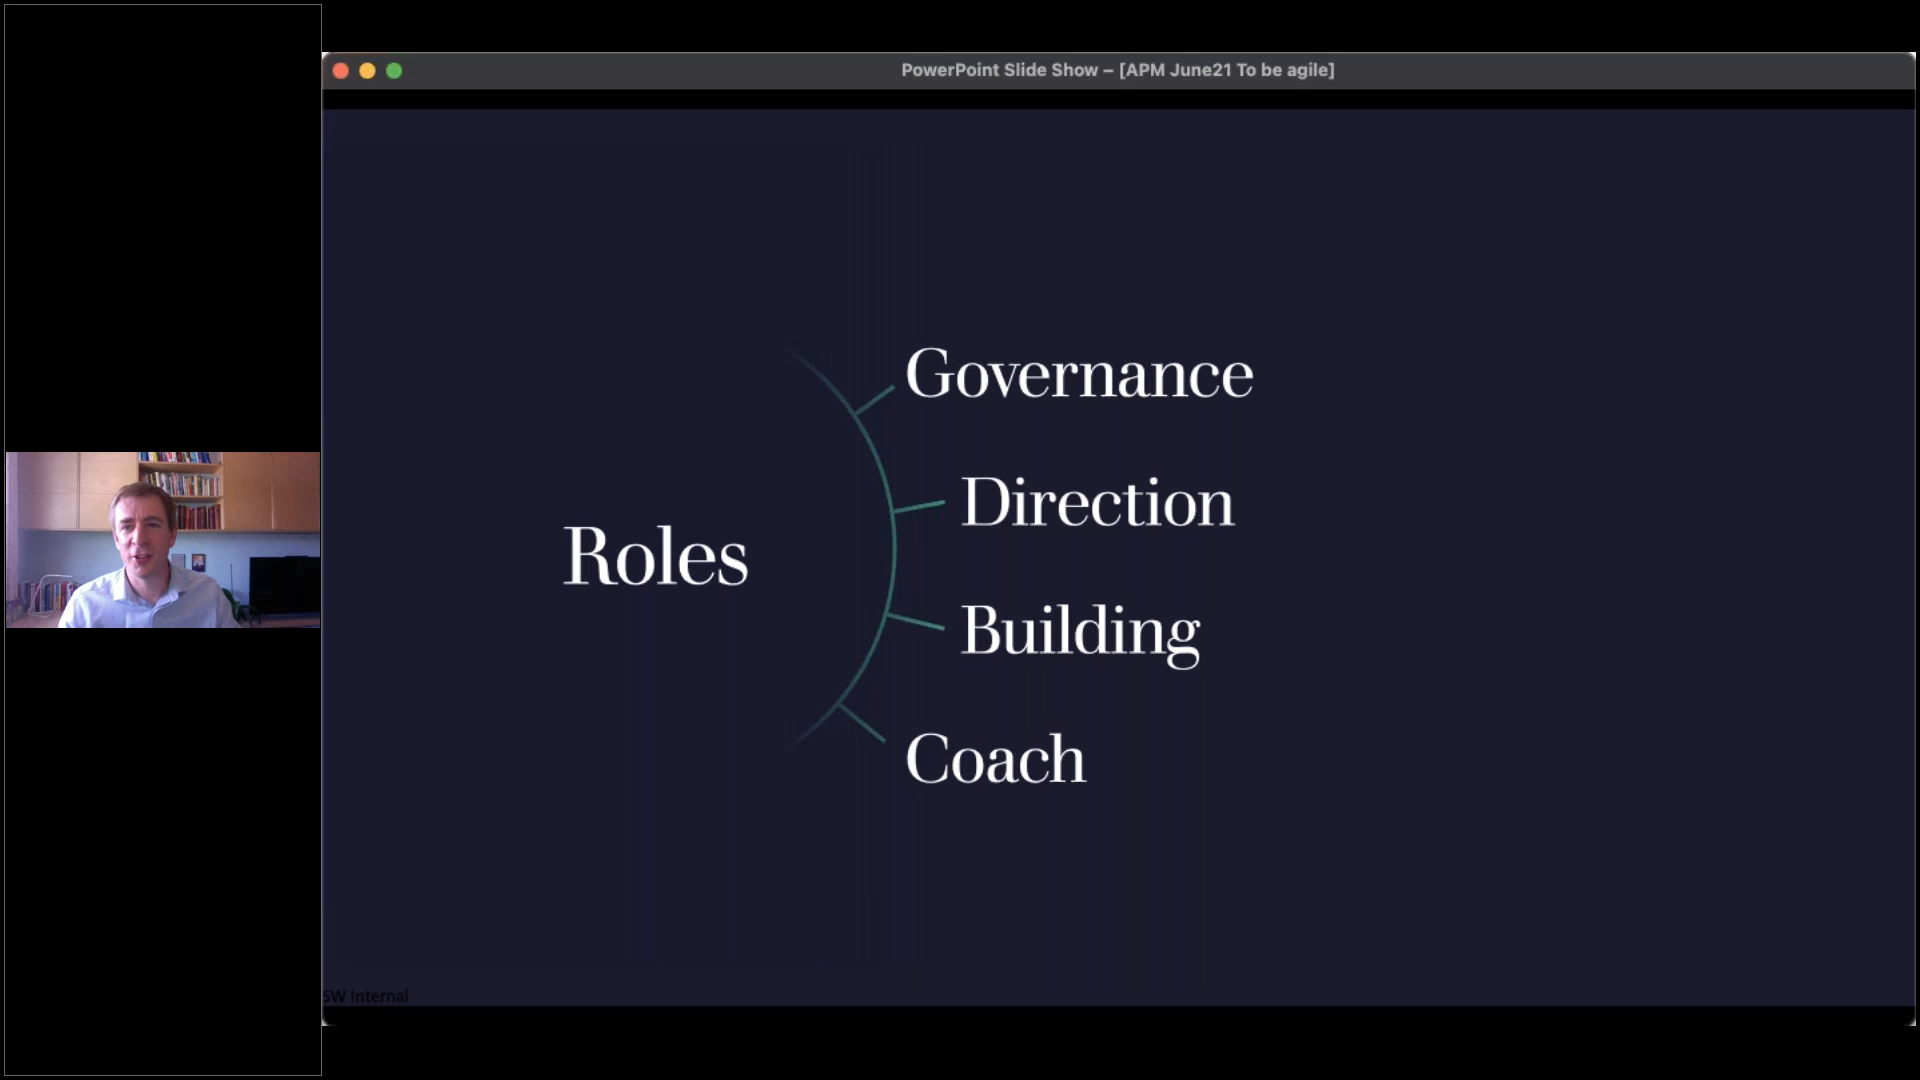 PowerPoint Slide Show – [APM June21 To be agile]
Governance
Direction
Roles
Building
Coach
SW Internal